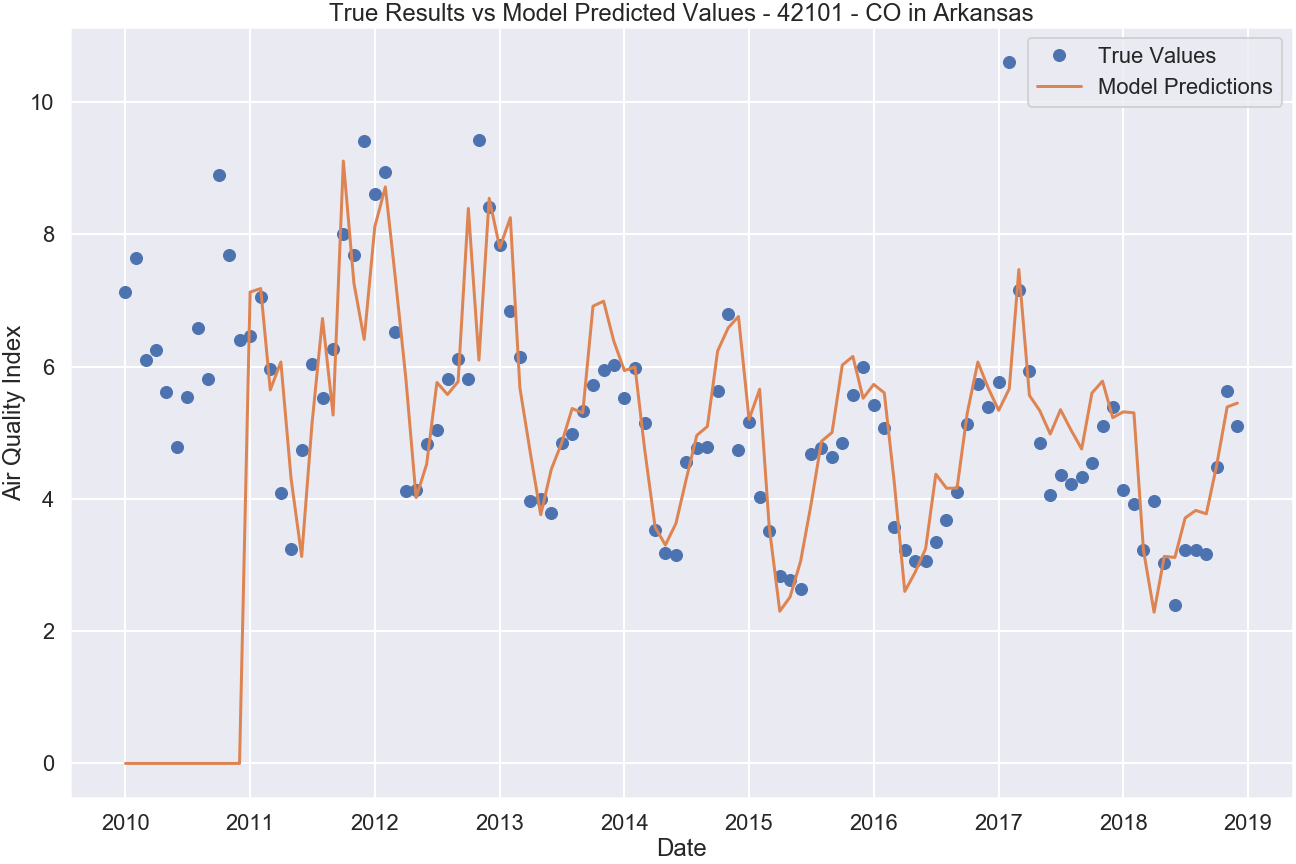 True Results vs Model Predicted Values - 42101 - CO in Arkansas
True Values
Model Predictions
Air Quality Index
10
8
6
4
2
0
2010 2011 2012 2013 2014 2015 2016 2017 2018 2019
Date